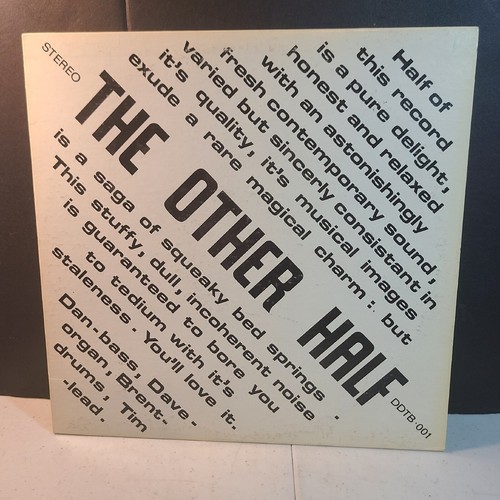 STEREO
Half of
this record
is a pure delight,
honest and relaxed
with an astonishingly
fresh contemporary sound,
varied but sincerly consistant in
it's quality, it's musical images
exude a rare magical charm : but
THE OTHER HALF
is a saga of squeaky bed springs .
This stuffy, dull, incoherent noise
is guaranteed to bore you
to tedium with it's
staleness . You'll love it.
Dan-bass, Dave-
organ, Brent-
drums, Tim
-lead.
DDTB-001